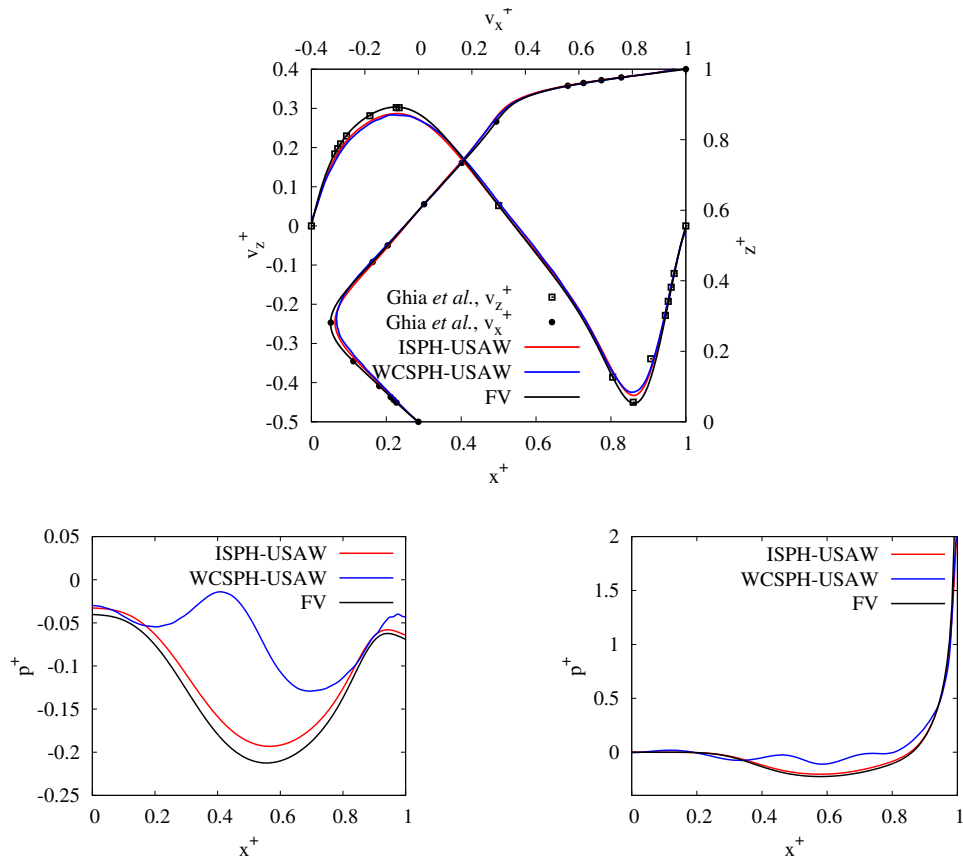 v_x^+
-0.4 -0.2 0 0.2 0.4 0.6 0.8 1
0.4
0.3
0.2
0.1
0
-0.1
-0.2
-0.3
-0.4
-0.5
v_z^+
1
0.8
0.6
0.4
0.2
0
z^+
Ghia et al., v_z^+
Ghia et al., v_x^+
ISPH-USAW
WCSPH-USAW
FV
0 0.2 0.4 0.6 0.8 1
x^+
0.05
0
-0.05
-0.1
-0.15
-0.2
-0.25
p^+
ISPH-USAW
WCSPH-USAW
FV
0 0.2 0.4 0.6 0.8 1
x^+
2
1.5
1
0.5
0
p^+
ISPH-USAW
WCSPH-USAW
FV
0 0.2 0.4 0.6 0.8 1
x^+